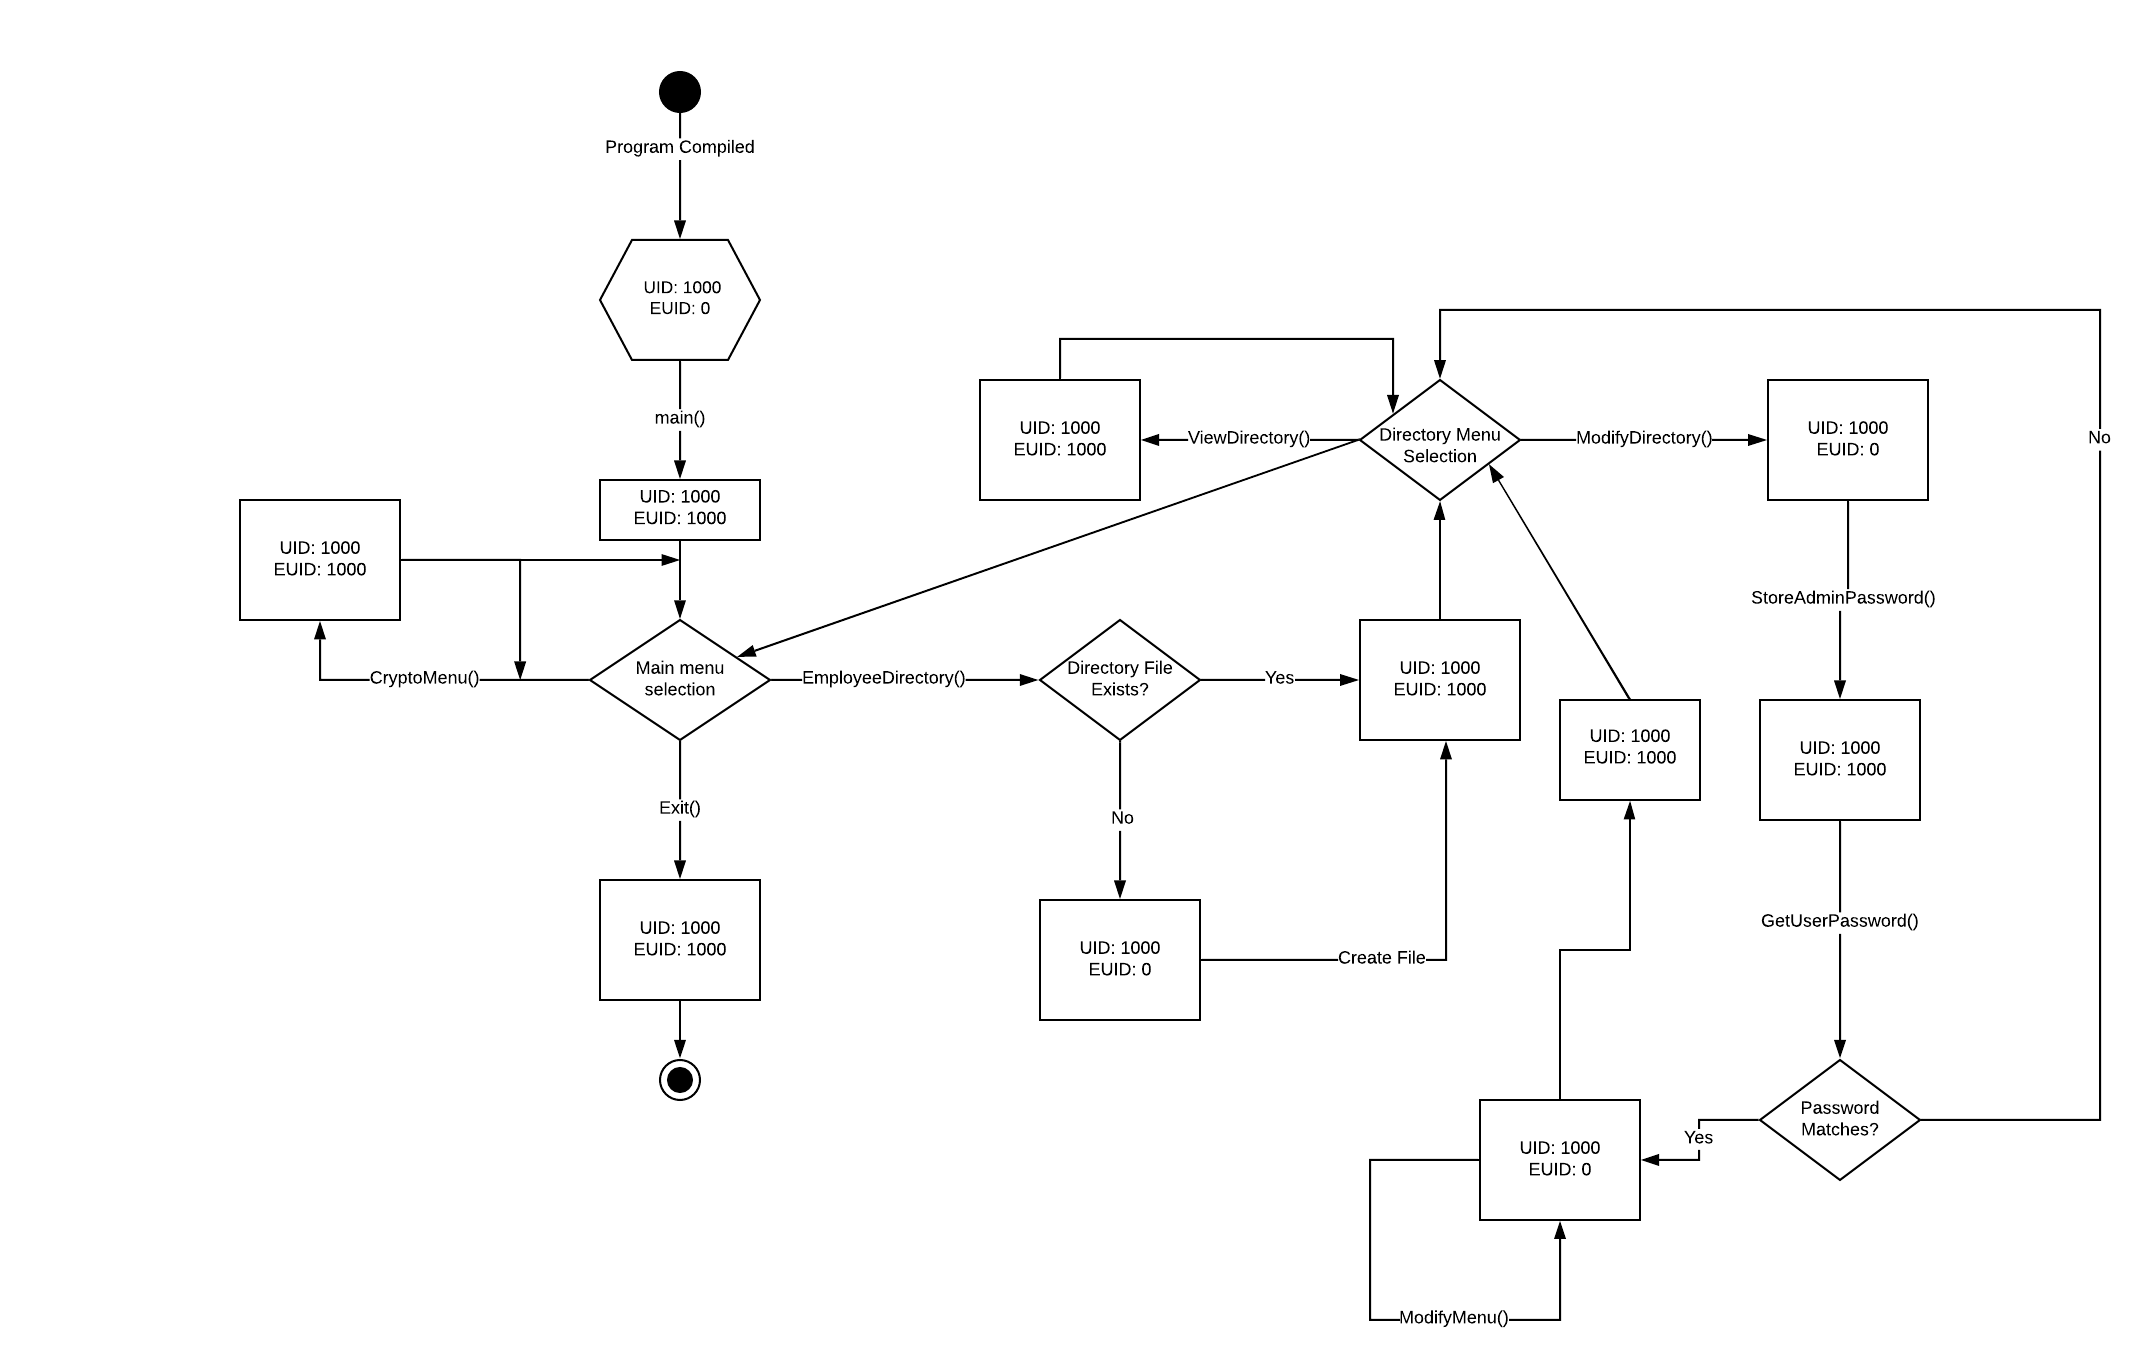 Program Compiled
UID: 1000
EUID: 0
main()
UID: 1000
EUID: 1000
UID: 1000
EUID: 1000
CryptoMenu()
Main menu
selection
EmployeeDirectory()
Exit()
UID: 1000
EUID: 1000
Directory File
Exists?
Yes
No
UID: 1000
EUID: 0
Create File
UID: 1000
EUID: 1000
UID: 1000
EUID: 1000
ViewDirectory()
Directory Menu
Selection
ModifyDirectory()
UID: 1000
EUID: 0
StoreAdminPassword()
UID: 1000
EUID: 1000
GetUserPassword()
Password
Matches?
No
Yes
UID: 1000
EUID: 0
ModifyMenu()
UID: 1000
EUID: 1000